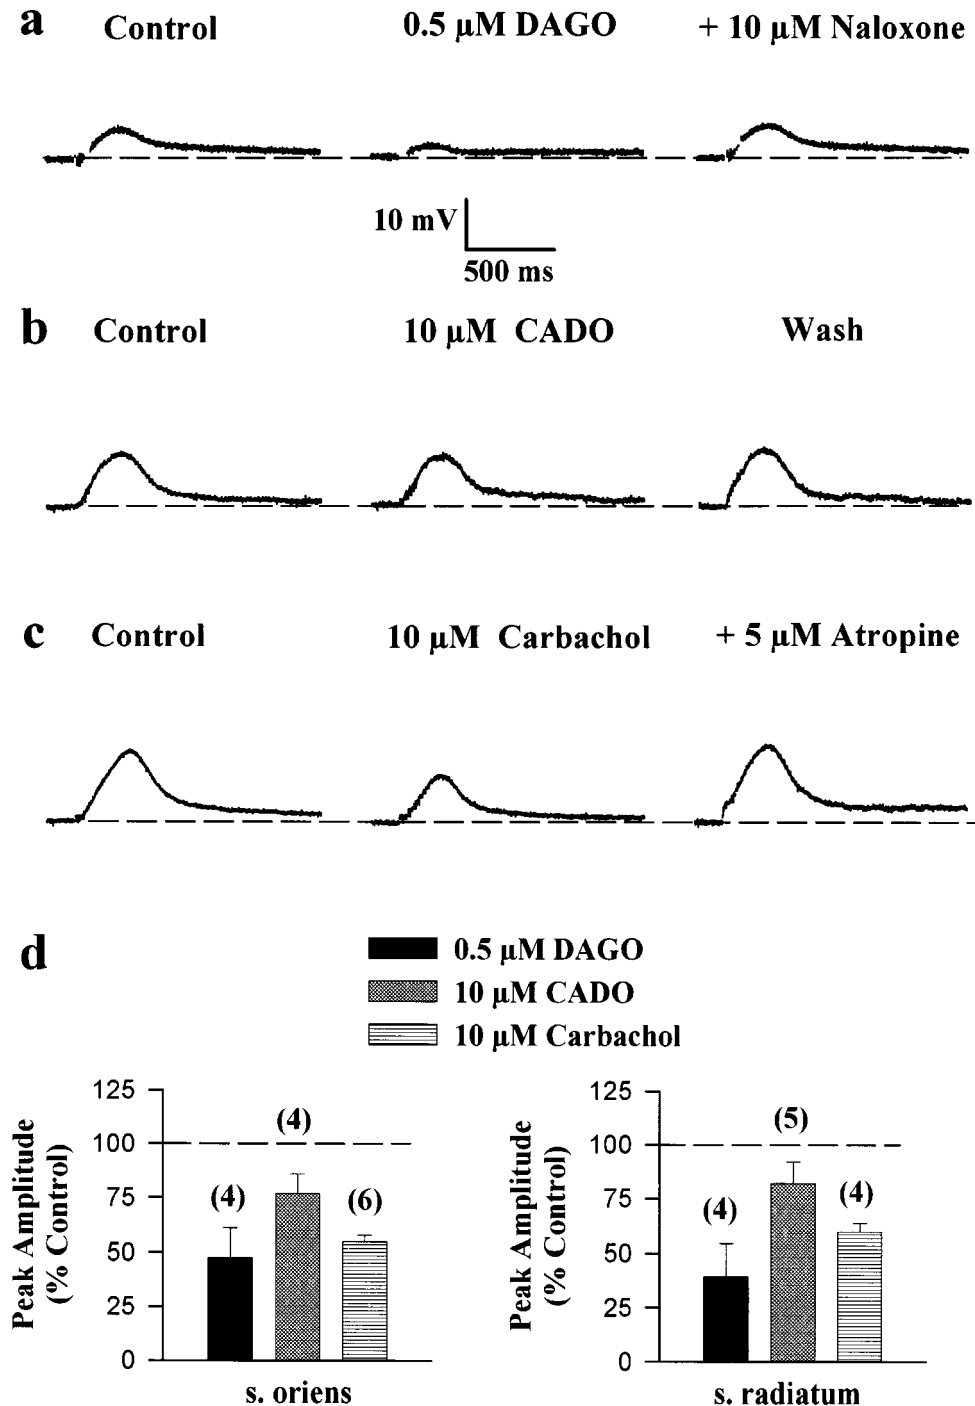 a Control 0.5 µM DAGO + 10 µM Naloxone
10 mV
500 ms
b Control 10 µM CADO Wash
c Control 10 µM Carbachol + 5 µM Atropine
d
0.5 µM DAGO
10 µM CADO
10 µM Carbachol
Peak Amplitude
(% Control)
125
100
75
50
25
0
(4)
(4)
(6)
s. oriens
Peak Amplitude
(% Control)
125
100
75
50
25
0
(4)
(5)
(4)
s. radiatum